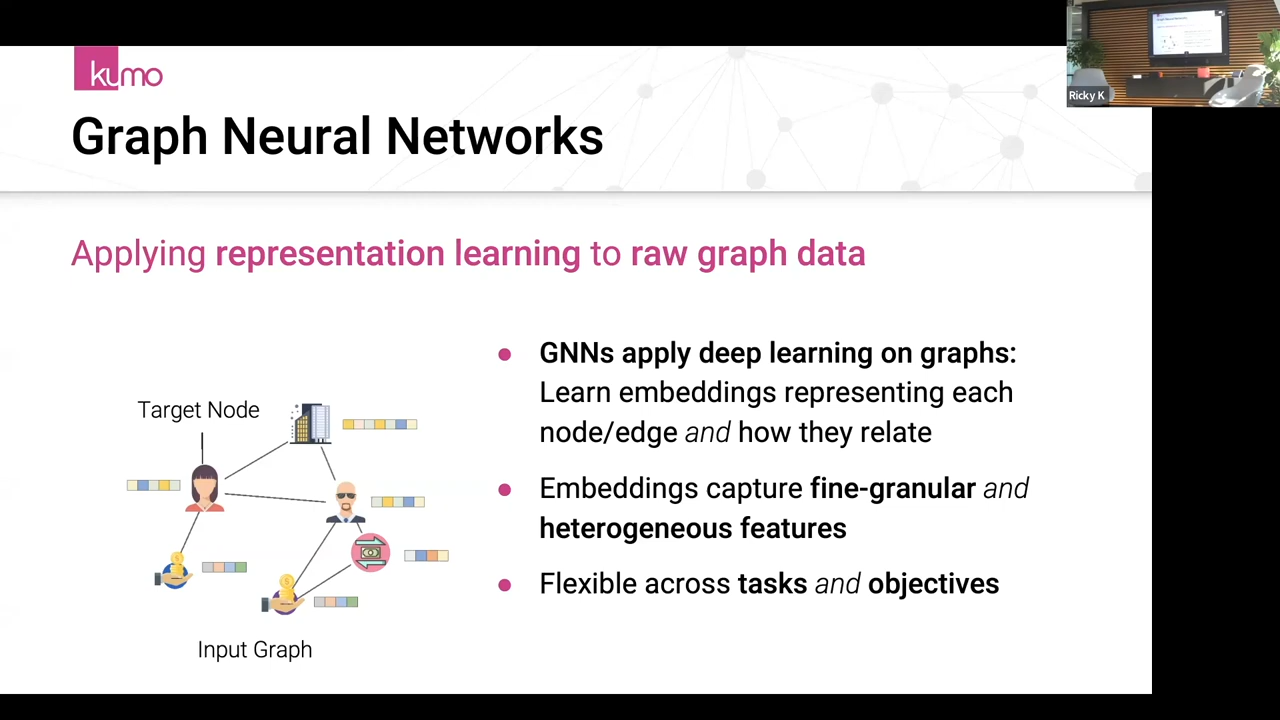 kumo
Ricky K
Graph Neural Networks
Applying representation learning to raw graph data
GNNs apply deep learning on graphs:
Learn embeddings representing each
node/edge and how they relate
Embeddings capture fine-granular and
heterogeneous features
Flexible across tasks and objectives
Target Node
Input Graph